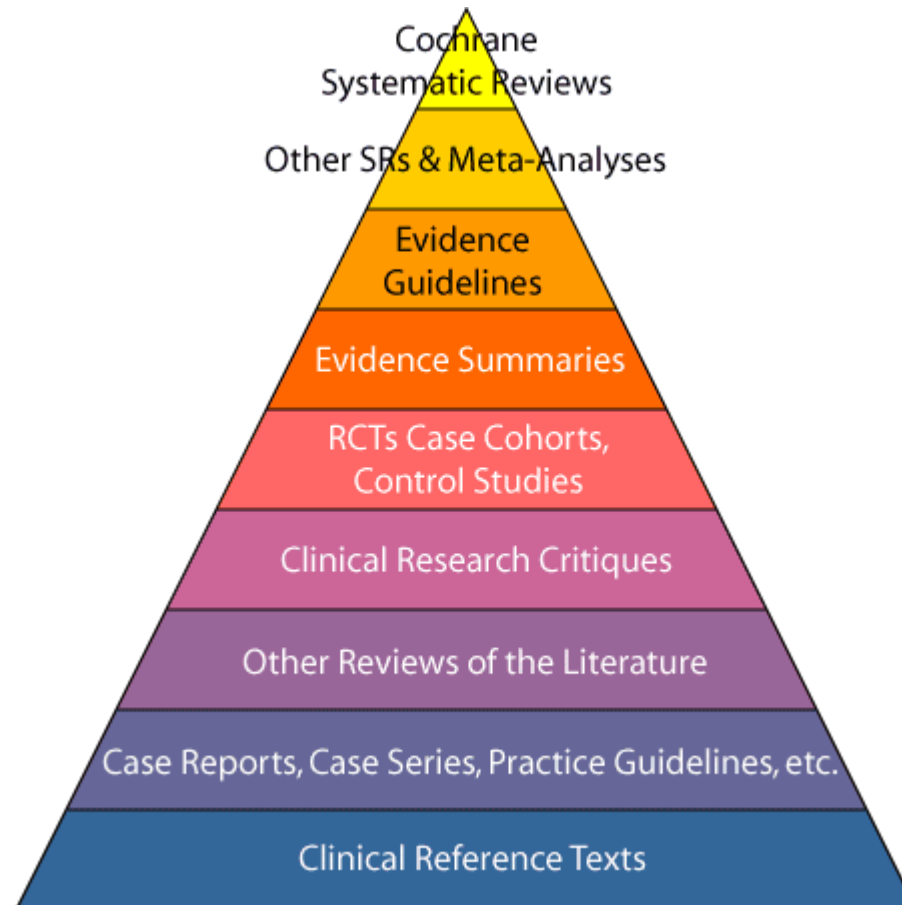 Cochrane
Systematic Reviews
Other SRs & Meta-Analyses
Evidence
Guidelines
Evidence Summaries
RCTs Case Cohorts,
Control Studies
Clinical Research Critiques
Other Reviews of the Literature
Case Reports, Case Series, Practice Guidelines, etc.
Clinical Reference Texts